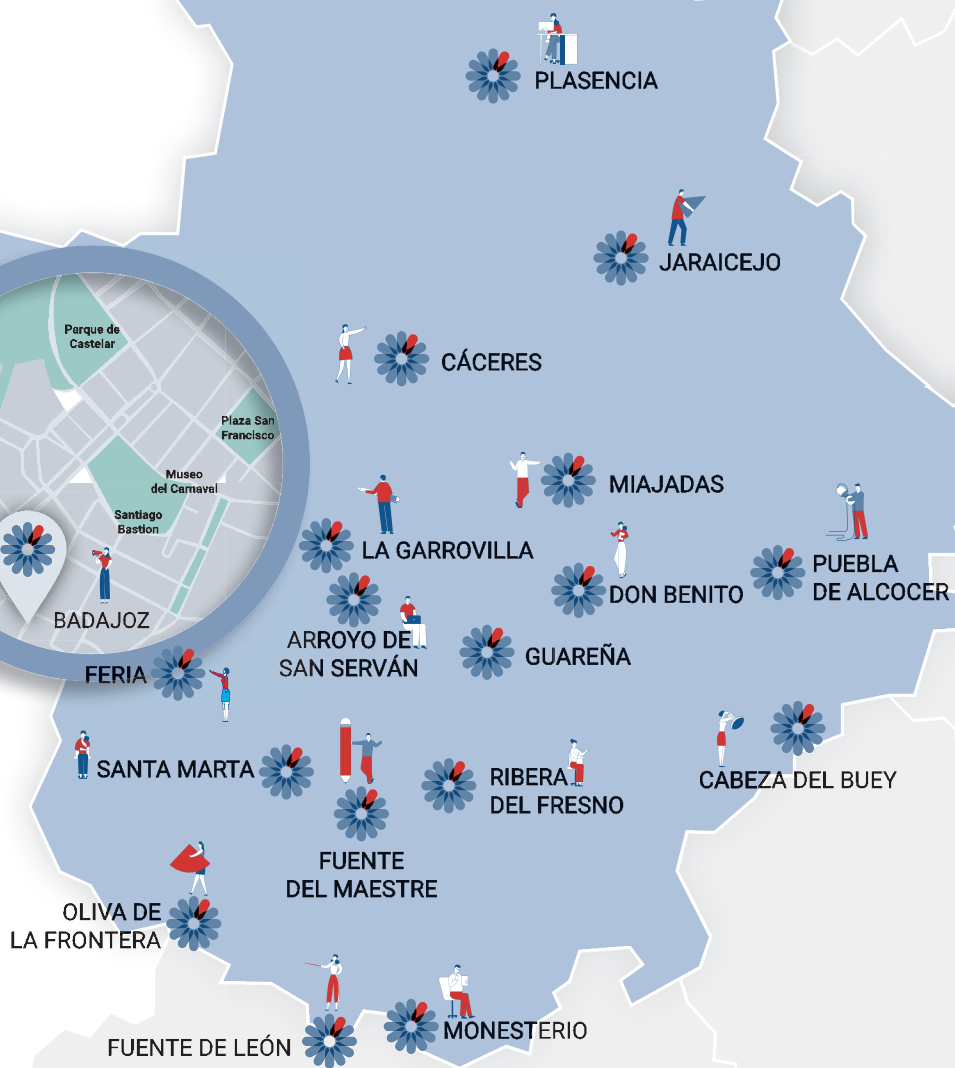 PLASENCIA
JARAICEJO
Parque de
Castelar
CÁCERES
Plaza San
Francisco
Museo
del Carnaval
MIAJADAS
Santiago
Bastion
LA GARROVILLA
PUEBLA
DE ALCOCER
DON BENITO
BADAJOZ
ARROYO DE
SAN SERVÁN
GUAREÑA
FERIA
SANTA MARTA
RIBERA
DEL FRESNO
CABEZA DEL BUEY
FUENTE
DEL MAESTRE
OLIVA DE
LA FRONTERA
MONESTERIO
FUENTE DE LEÓN